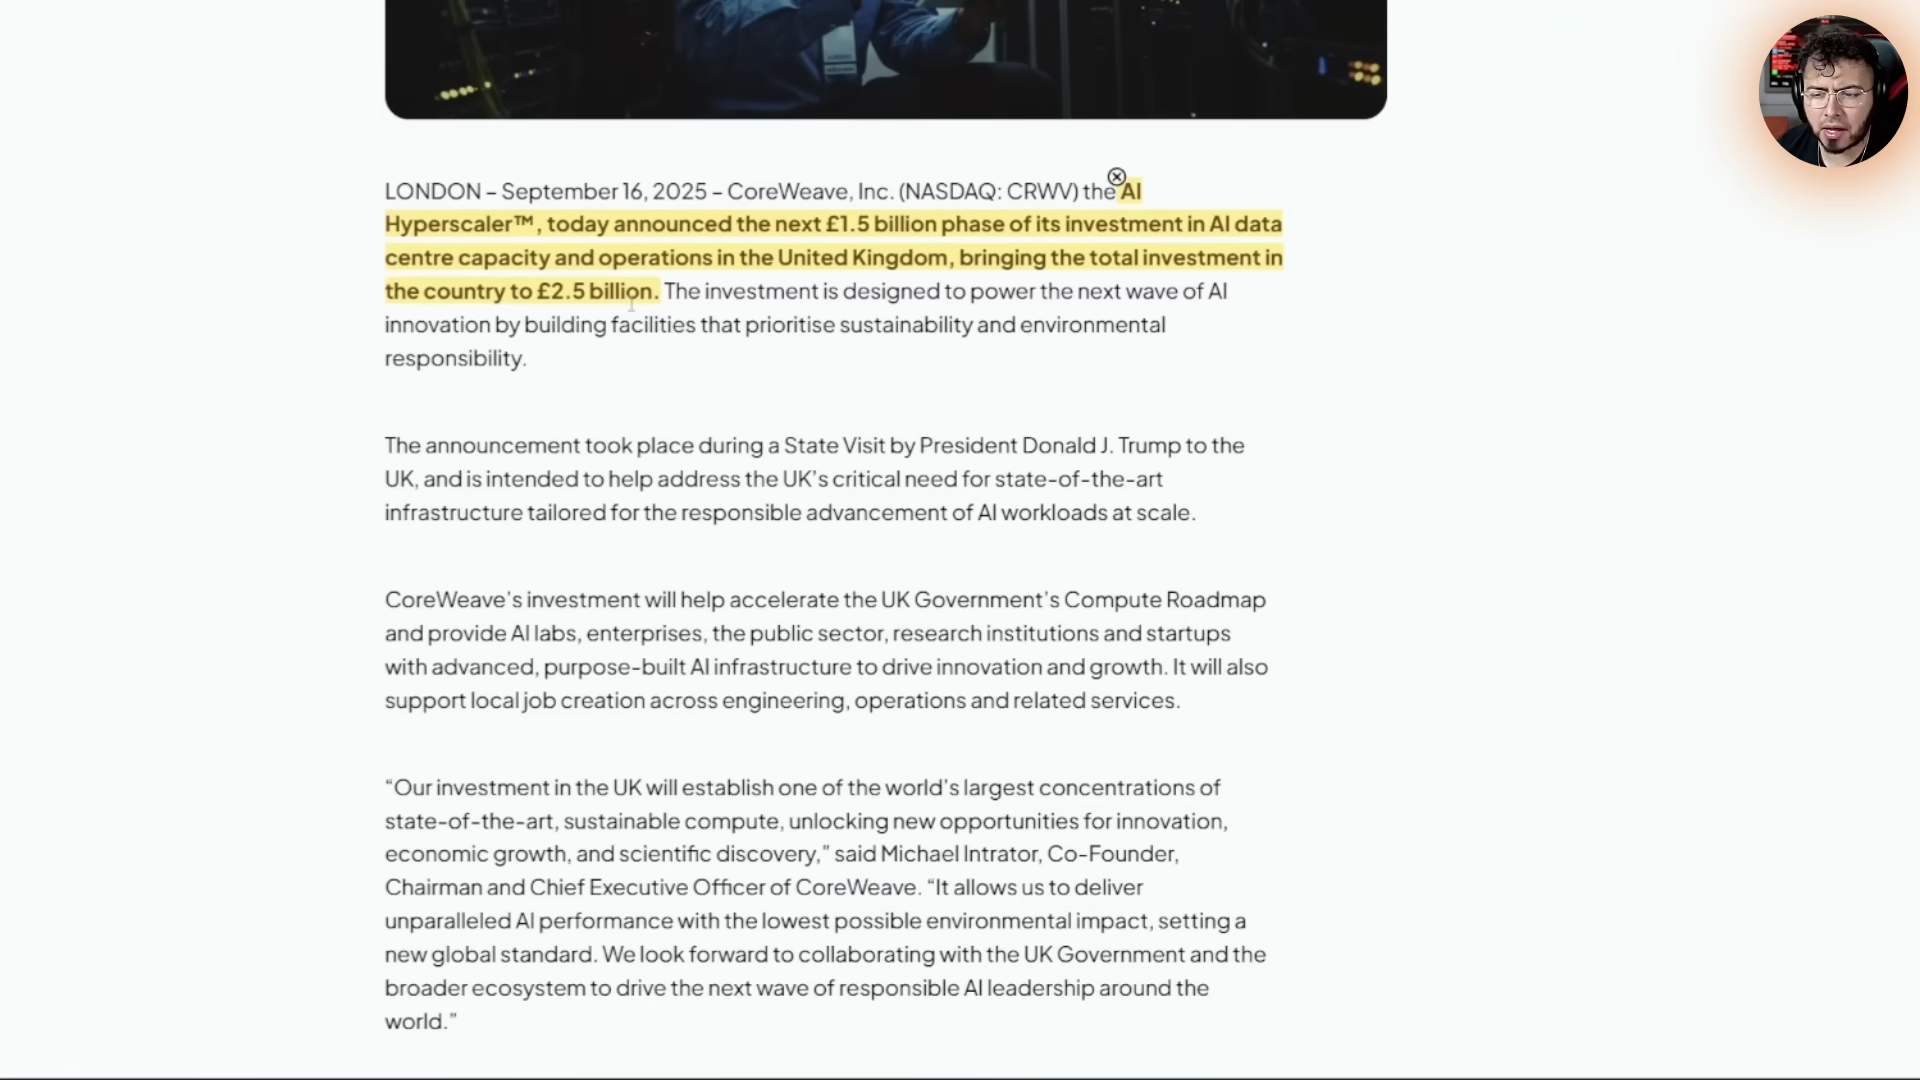 LONDON – September 16, 2025 – CoreWeave, Inc. (NASDAQ: CRWV) the AI
Hyperscaler™, today announced the next £1.5 billion phase of its investment in AI data
centre capacity and operations in the United Kingdom, bringing the total investment in
the country to £2.5 billion. The investment is designed to power the next wave of AI
innovation by building facilities that prioritise sustainability and environmental
responsibility.
The announcement took place during a State Visit by President Donald J. Trump to the
UK, and is intended to help address the UK's critical need for state-of-the-art
infrastructure tailored for the responsible advancement of AI workloads at scale.
CoreWeave's investment will help accelerate the UK Government's Compute Roadmap
and provide AI labs, enterprises, the public sector, research institutions and startups
with advanced, purpose-built AI infrastructure to drive innovation and growth. It will also
support local job creation across engineering, operations and related services.
“Our investment in the UK will establish one of the world's largest concentrations of
state-of-the-art, sustainable compute, unlocking new opportunities for innovation,
economic growth, and scientific discovery,” said Michael Intrator, Co-Founder,
Chairman and Chief Executive Officer of CoreWeave. “It allows us to deliver
unparalleled AI performance with the lowest possible environmental impact, setting a
new global standard. We look forward to collaborating with the UK Government and the
broader ecosystem to drive the next wave of responsible AI leadership around the
world.”